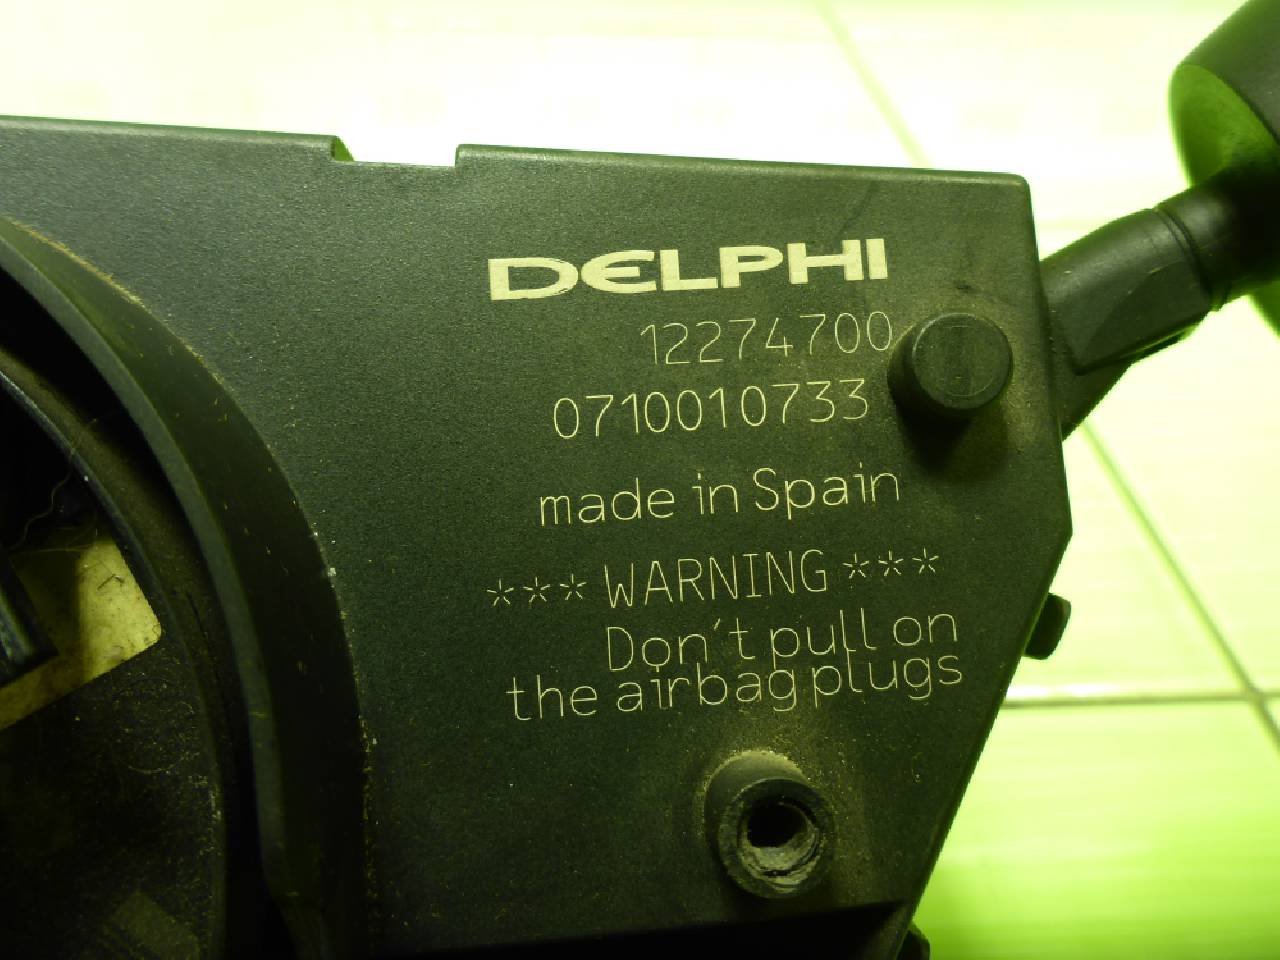 DELPHI
12274700
0710010733
made in Spain
*** WARNING ***
Don't pull on
the airbag plugs